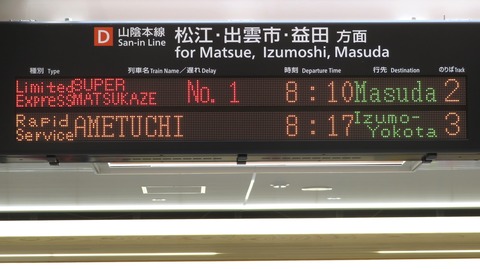 D 山陰本線 松江・出雲市・益田 方面
San-in Line for Matsue, Izumoshi, Masuda
種別 Type 列車名 / Train Name / 遅れ Delay 時刻 Departure Time 行先 Destination のりば Track
Limited Express SUPER MATSUKAZE No. 1 8:10 Masuda 2
Rapid Service AMETUCHI 8:17 Izumo-Yokota 3